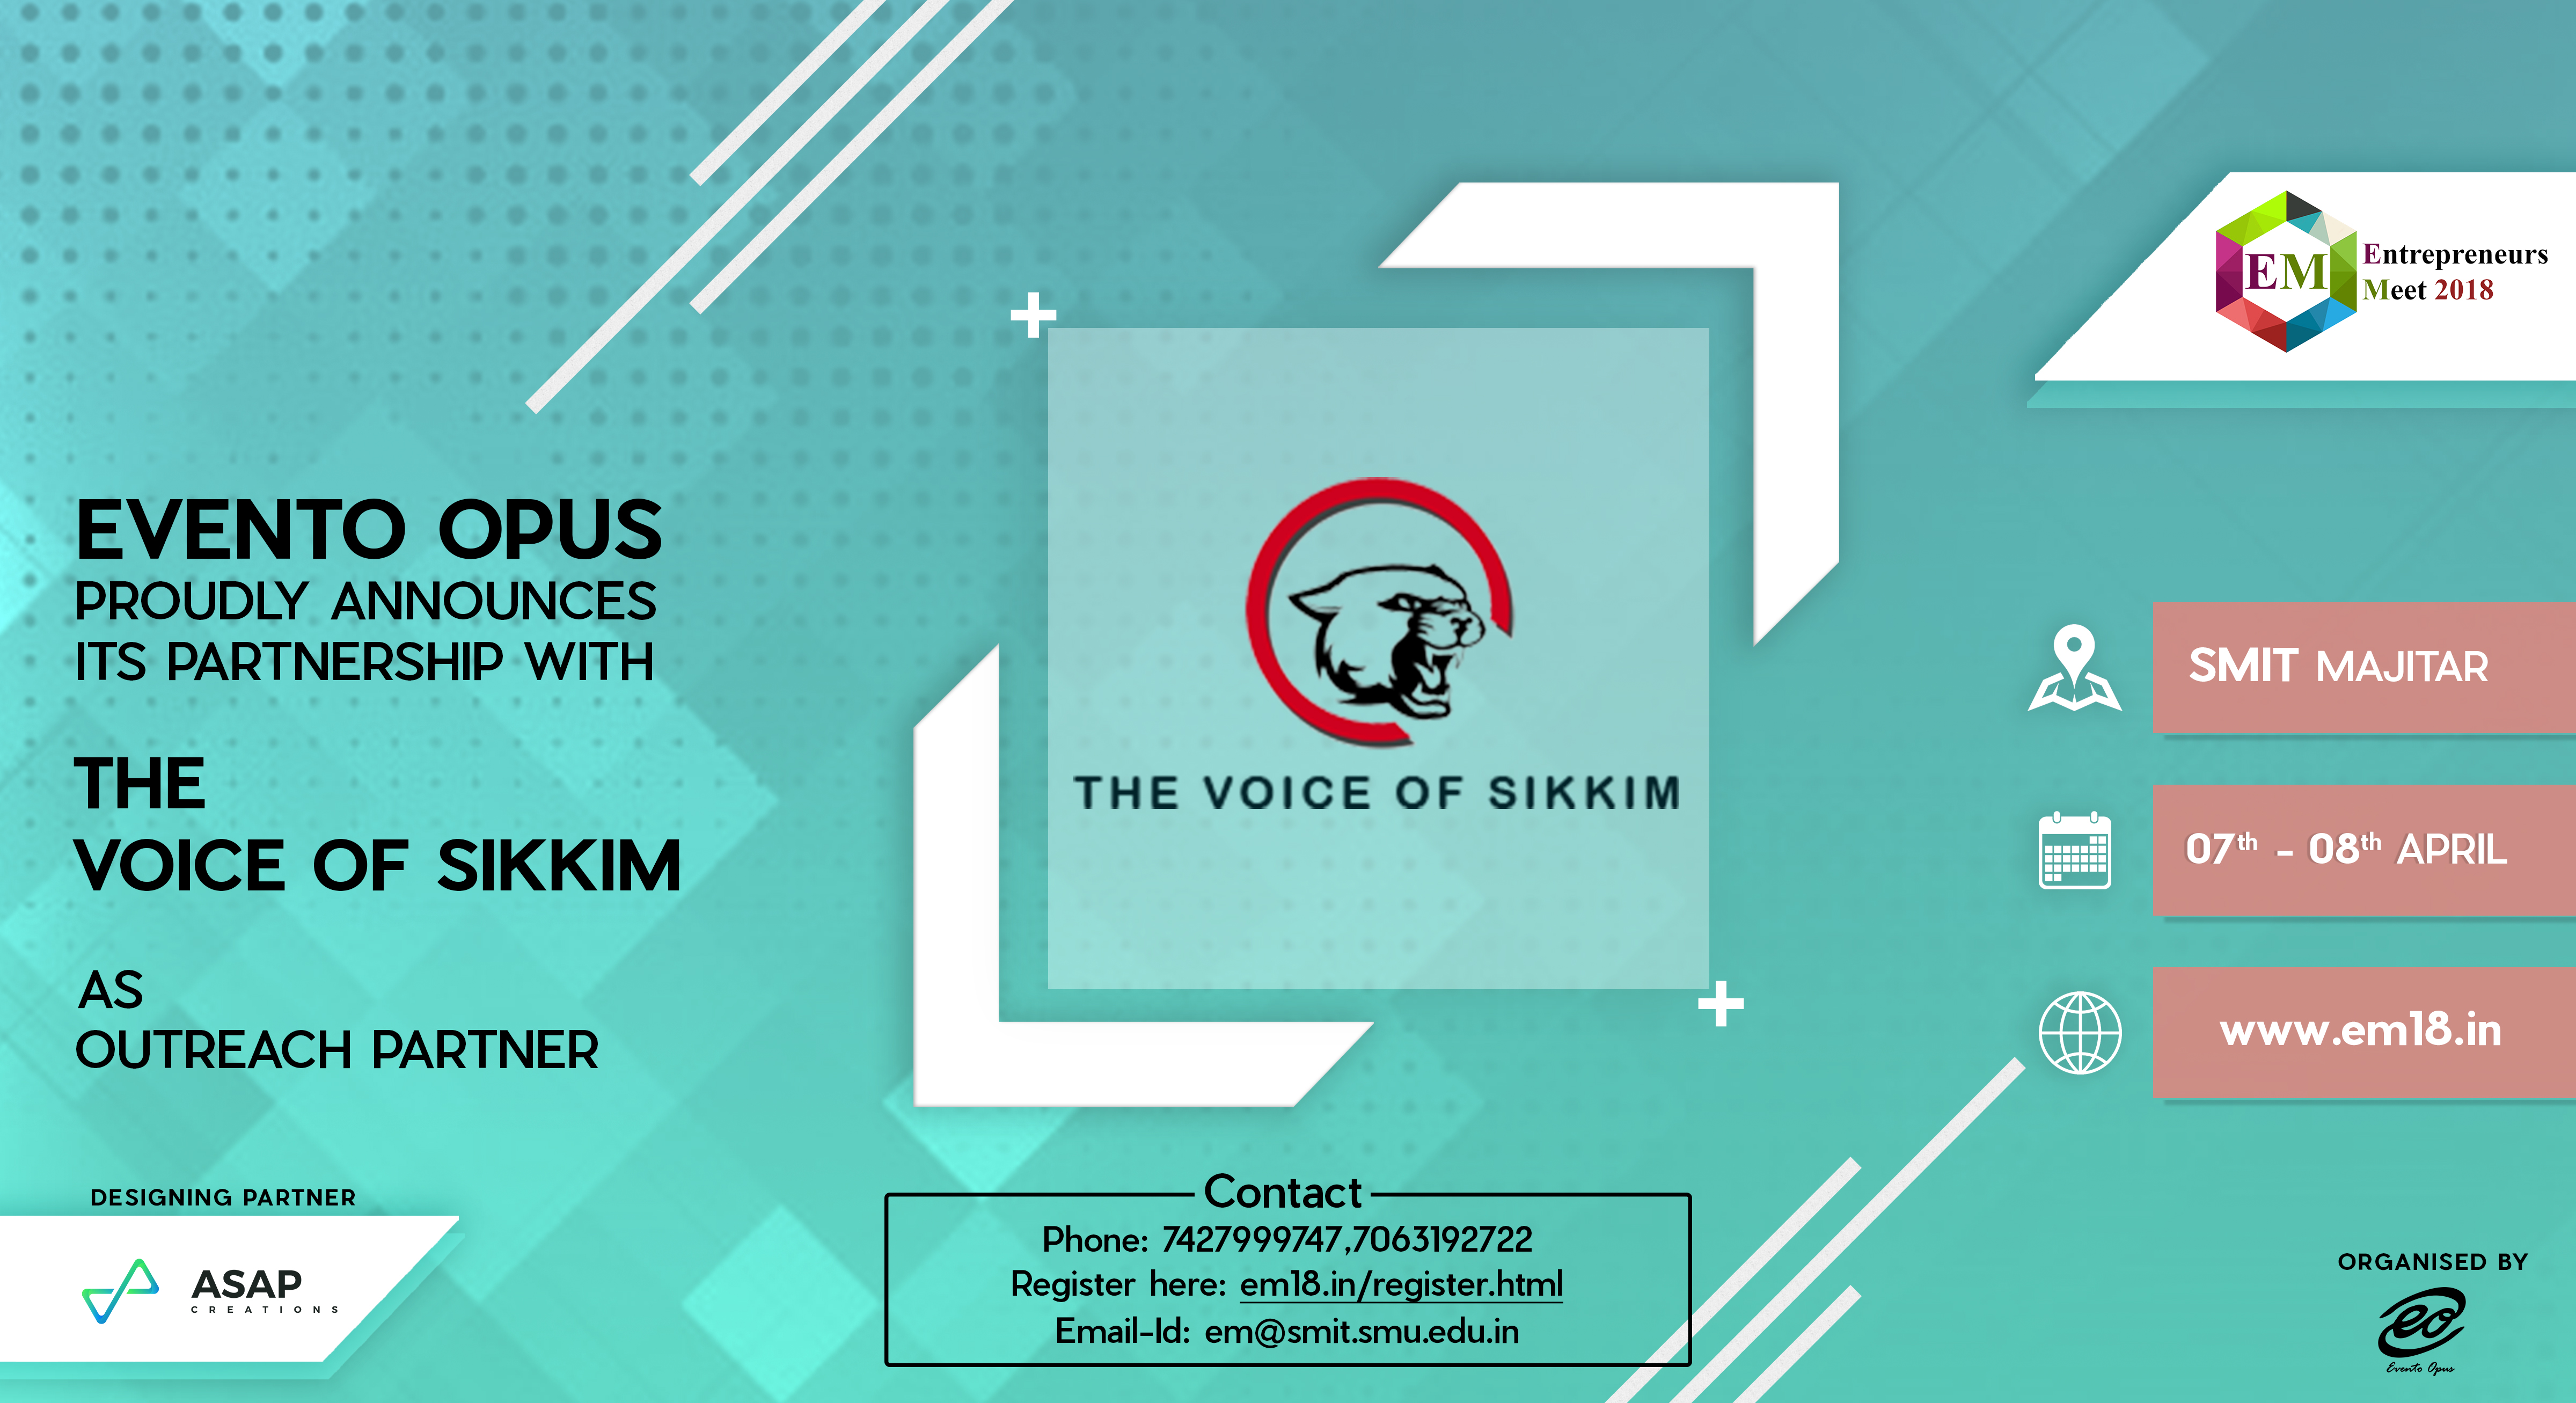 EVENTO OPUS
PROUDLY ANNOUNCES
ITS PARTNERSHIP WITH
THE
VOICE OF SIKKIM
AS
OUTREACH PARTNER
DESIGNING PARTNER
ASAP
CREATIONS
THE VOICE OF SIKKIM
Contact
Phone: 7427999747,7063192722
Register here: em18.in/register.html
Email-Id: em@smit.smu.edu.in
EM
Entrepreneurs
Meet 2018
SMIT MAJITAR
07th - 08th APRIL
www.em18.in
ORGANISED BY
eo
Evento Opus